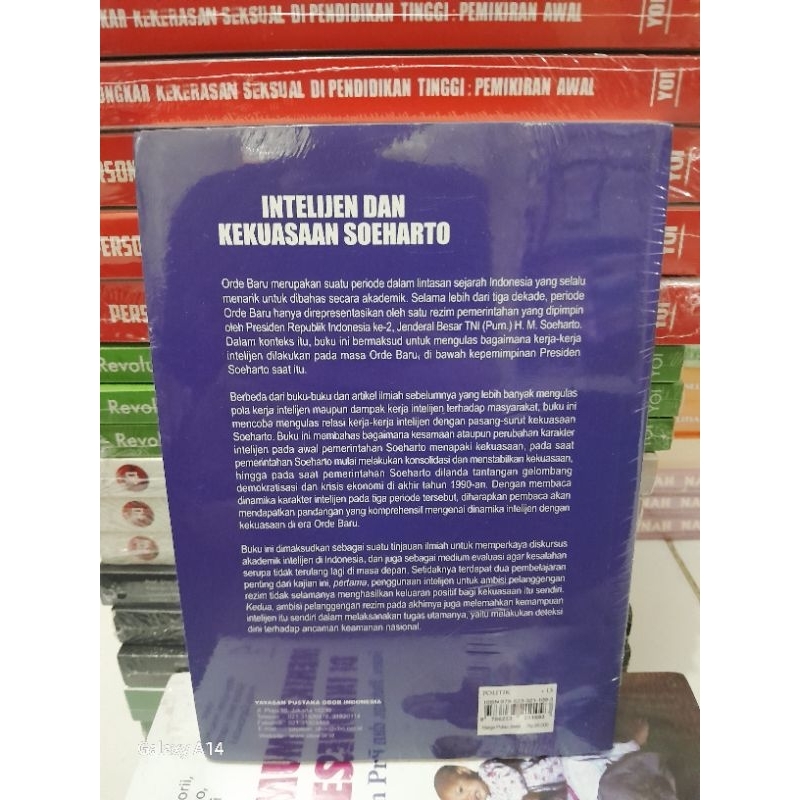 KAR KEKERASAN SEKSUAL DI PENDIDIKAN TINGGI : PEMIKIRAN AWAL
YOI
ONGKAR KEKERASAN SEKSUAL DI PENDIDIKAN TINGGI : PEMIKIRAN AWAL
YOI
YOI
YOI
PERS
YOI
Revolu
Revol
Revol
INTELIJEN DAN
KEKUASAAN SOEHARTO
Orde Baru merupakan suatu periode dalam lintasan sejarah Indonesia yang selalu
menarik untuk dibahas secara akademik. Selama lebih dari tiga dekade, periode
Orde Baru hanya direpresentasikan oleh satu rezim pemerintahan yang dipimpin
oleh Presiden Republik Indonesia ke-2, Jenderal Besar TNI (Purn.) H. M. Soeharto.
Dalam konteks itu, buku ini bermaksud untuk mengulas bagaimana kerja-kerja
intelijen dilakukan pada masa Orde Baru, di bawah kepemimpinan Presiden
Soeharto saat itu.
Berbeda dari buku-buku dan artikel ilmiah sebelumnya yang lebih banyak mengulas
pola kerja intelijen maupun dampak kerja intelijen terhadap masyarakat, buku ini
mencoba mengulas relasi kerja-kerja intelijen dengan pasang-surut kekuasaan
Soeharto. Buku ini membahas bagaimana kesamaan ataupun perubahan karakter
intelijen pada awal pemerintahan Soeharto menapaki kekuasaan, pada saat
pemerintahan Soeharto mulai melakukan konsolidasi dan menstabilkan kekuasaan,
hingga pada saat pemerintahan Soeharto dilanda tantangan gelombang
demokratisasi dan krisis ekonomi di akhir tahun 1990-an. Dengan membaca
dinamika karakter intelijen pada tiga periode tersebut, diharapkan pembaca akan
mendapatkan pandangan yang komprehensif mengenai dinamika intelijen dengan
kekuasaan di era Orde Baru.
Buku ini dimaksudkan sebagai suatu tinjauan ilmiah untuk memperkaya diskursus
akademik intelijen di Indonesia, dan juga sebagai medium evaluasi agar kesalahan
serupa tidak terulang lagi di masa depan. Setidaknya terdapat dua pembelajaran
penting dari kajian ini, pertama, penggunaan intelijen untuk ambisi pelanggengan
rezim tidak selamanya menghasilkan keluaran positif bagi kekuasaan itu sendiri.
Kedua, ambisi pelanggengan rezim pada akhirnya juga melemahkan kemampuan
intelijen itu sendiri dalam melaksanakan tugas utamanya, yaitu melakukan deteksi
dini terhadap ancaman keamanan nasional.
YAYASAN PUSTAKA OBOR INDONESIA
POLITIK
Galaxy A14